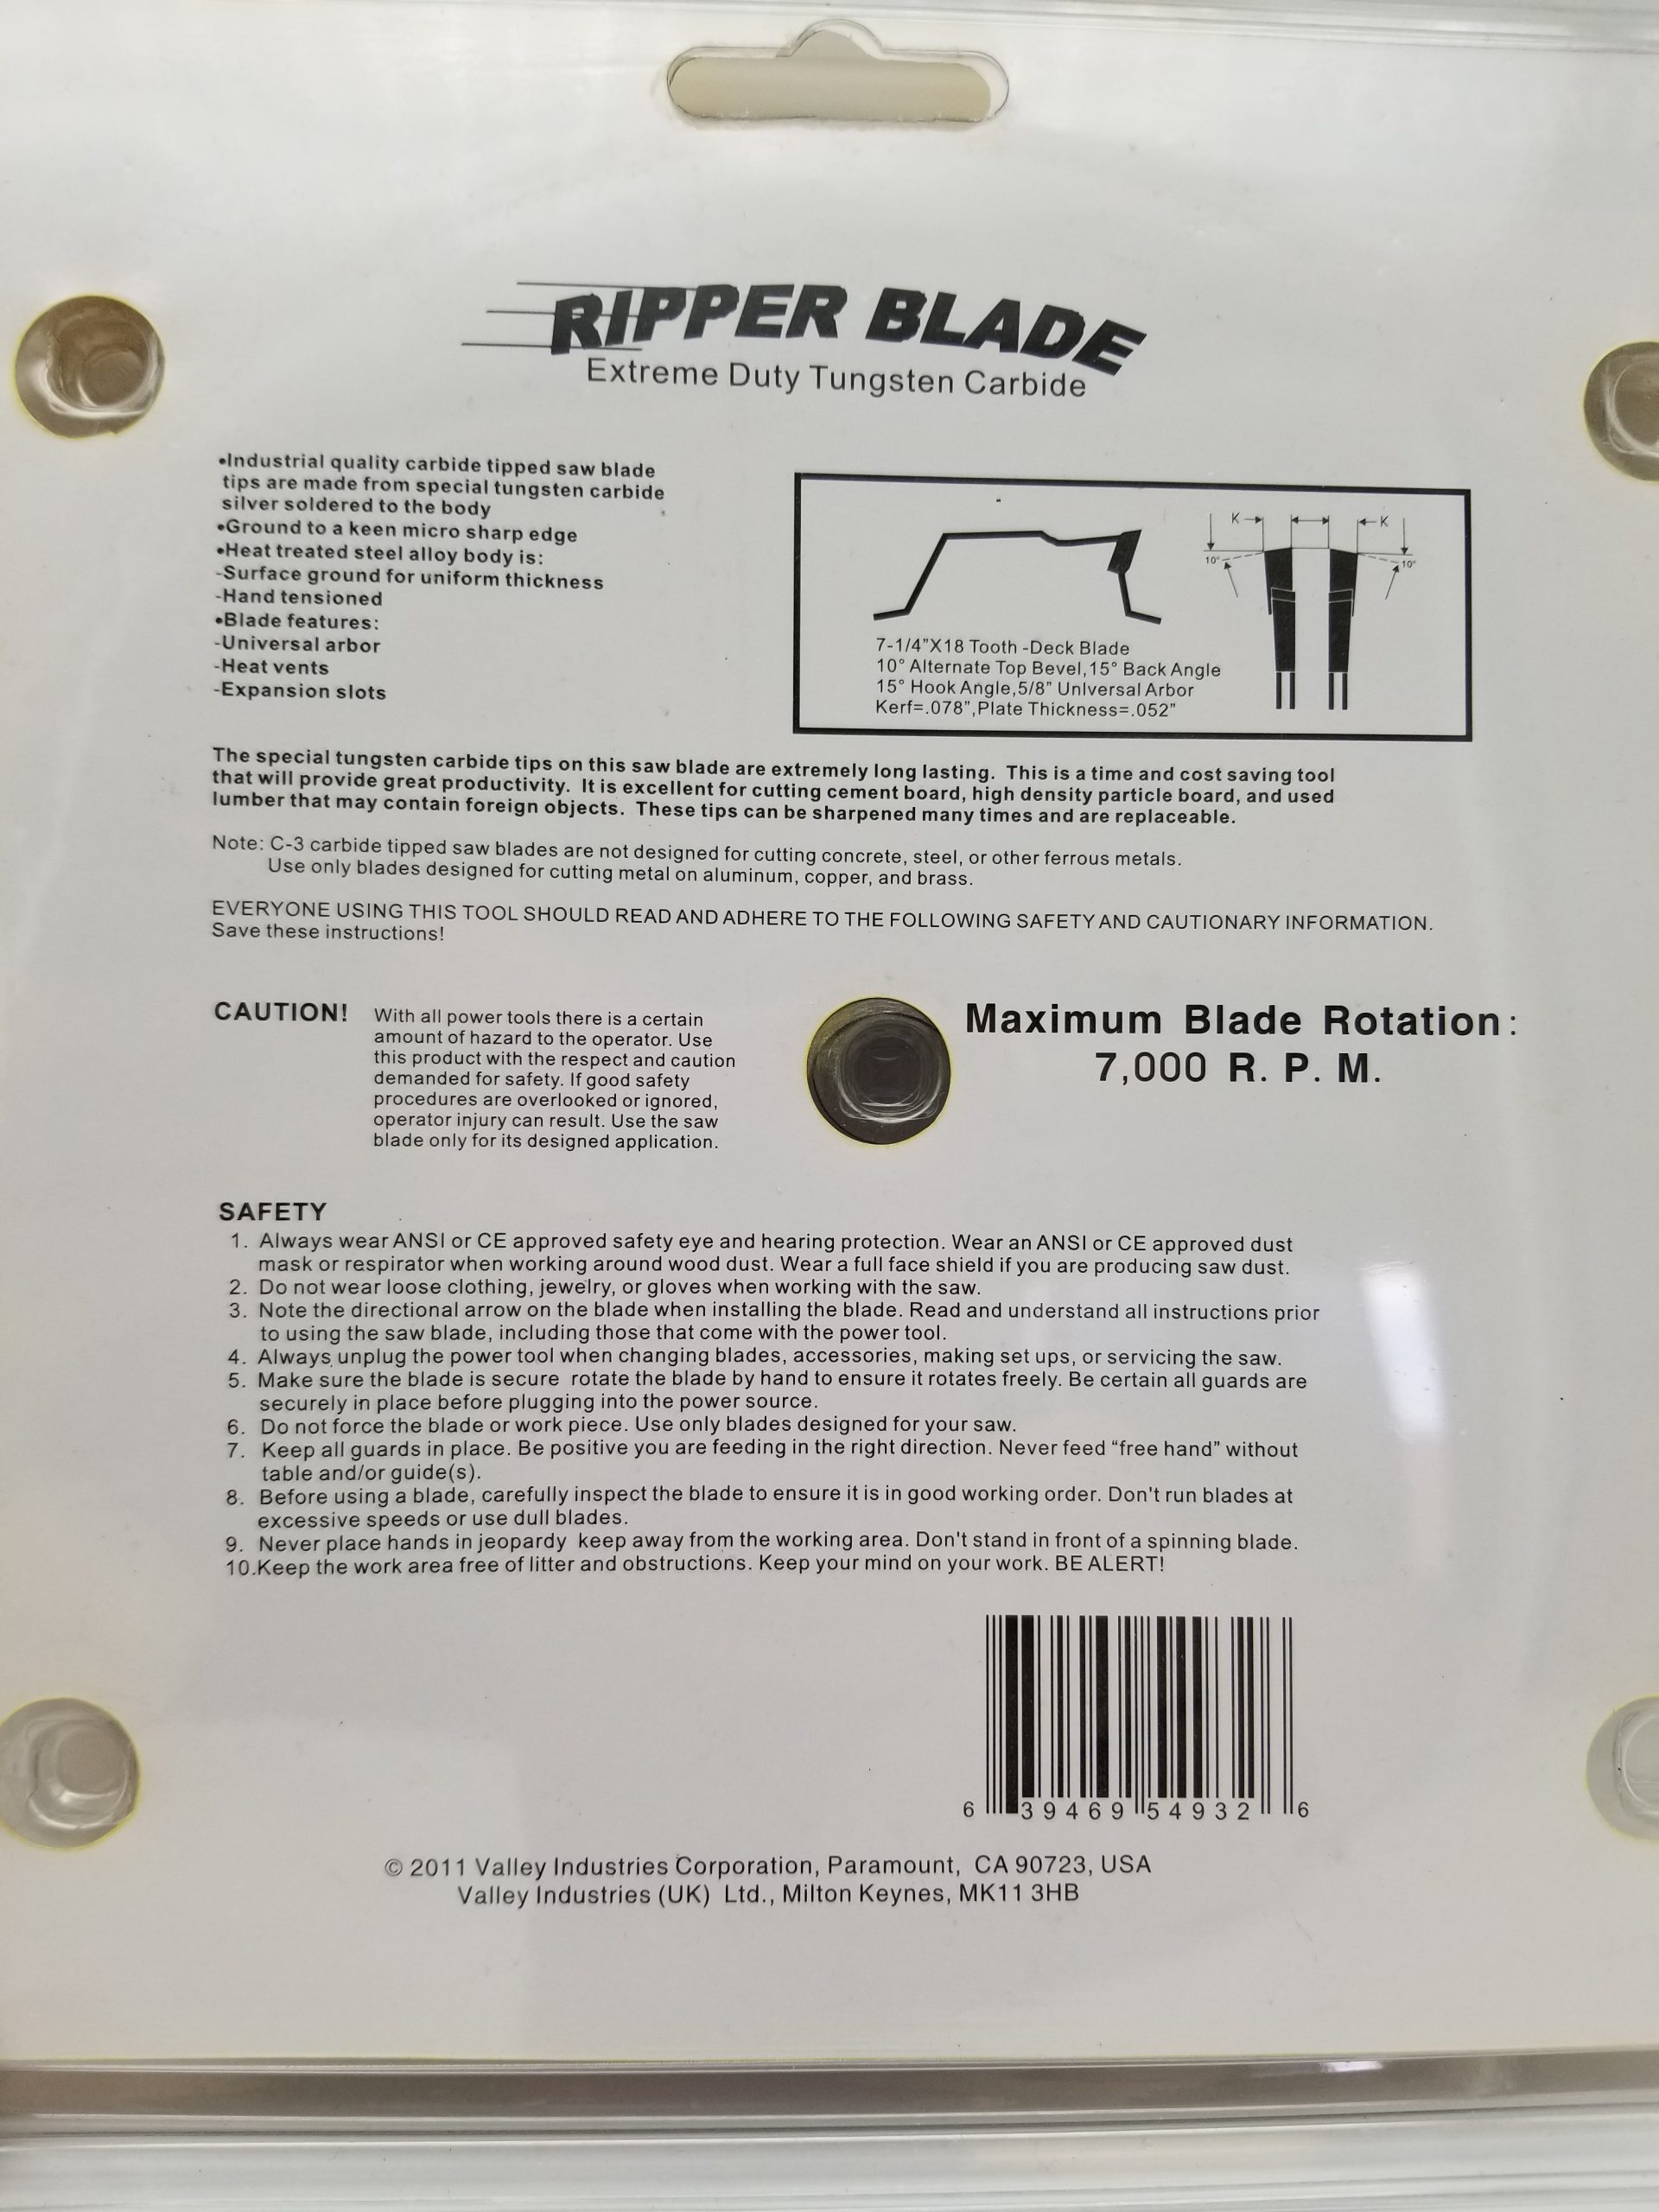 RIPPER BLADE
Extreme Duty Tungsten Carbide
•Industrial quality carbide tipped saw blade
tips are made from special tungsten carbide
silver soldered to the body
•Ground to a keen micro sharp edge
•Heat treated steel alloy body is:
-Surface ground for uniform thickness
-Hand tensioned
•Blade features:
-Universal arbor
-Heat vents
-Expansion slots
K K
10° 10°
7-1/4"X18 Tooth -Deck Blade
10° Alternate Top Bevel,15° Back Angle
15° Hook Angle,5/8" Unlversal Arbor
Kerf=.078",Plate Thickness=.052"
The special tungsten carbide tips on this saw blade are extremely long lasting. This is a time and cost saving tool
that will provide great productivity. It is excellent for cutting cement board, high density particle board, and used
lumber that may contain foreign objects. These tips can be sharpened many times and are replaceable.
Note: C-3 carbide tipped saw blades are not designed for cutting concrete, steel, or other ferrous metals.
Use only blades designed for cutting metal on aluminum, copper, and brass.
EVERYONE USING THIS TOOL SHOULD READ AND ADHERE TO THE FOLLOWING SAFETY AND CAUTIONARY INFORMATION.
Save these instructions!
CAUTION!
With all power tools there is a certain
amount of hazard to the operator. Use
this product with the respect and caution
demanded for safety. If good safety
procedures are overlooked or ignored,
operator injury can result. Use the saw
blade only for its designed application.
Maximum Blade Rotation:
7,000 R. P. M.
SAFETY
1. Always wear ANSI or CE approved safety eye and hearing protection. Wear an ANSI or CE approved dust
mask or respirator when working around wood dust. Wear a full face shield if you are producing saw dust.
2. Do not wear loose clothing, jewelry, or gloves when working with the saw.
3. Note the directional arrow on the blade when installing the blade. Read and understand all instructions prior
to using the saw blade, including those that come with the power tool.
4. Always unplug the power tool when changing blades, accessories, making set ups, or servicing the saw.
5. Make sure the blade is secure rotate the blade by hand to ensure it rotates freely. Be certain all guards are
securely in place before plugging into the power source.
6. Do not force the blade or work piece. Use only blades designed for your saw.
7. Keep all guards in place. Be positive you are feeding in the right direction. Never feed "free hand" without
table and/or guide(s).
8. Before using a blade, carefully inspect the blade to ensure it is in good working order. Don't run blades at
excessive speeds or use dull blades.
9. Never place hands in jeopardy keep away from the working area. Don't stand in front of a spinning blade.
10.Keep the work area free of litter and obstructions. Keep your mind on your work. BE ALERT!
6 39469 54932 6
© 2011 Valley Industries Corporation, Paramount, CA 90723, USA
Valley Industries (UK) Ltd., Milton Keynes, MK11 3HB